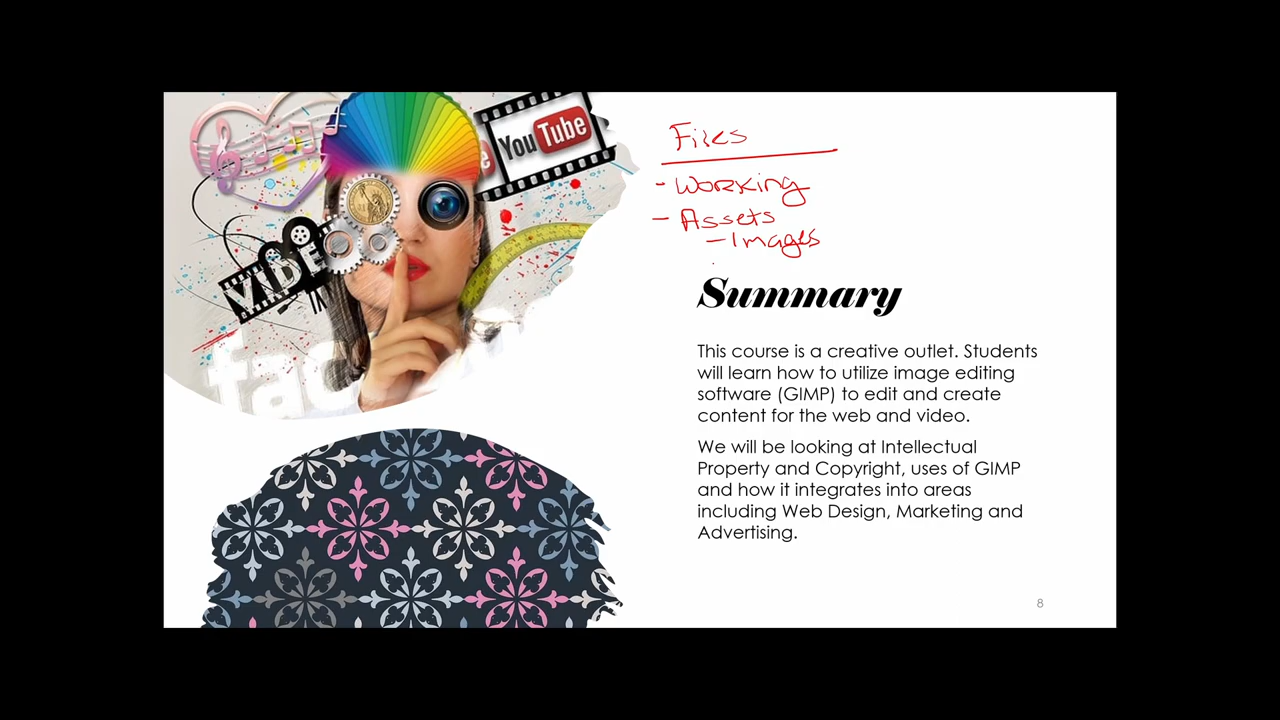 YouTube
VIDE
fac
Files
- Working
- Assets
- Images
Summary
This course is a creative outlet. Students
will learn how to utilize image editing
software (GIMP) to edit and create
content for the web and video.
We will be looking at Intellectual
Property and Copyright, uses of GIMP
and how it integrates into areas
including Web Design, Marketing and
Advertising.
8